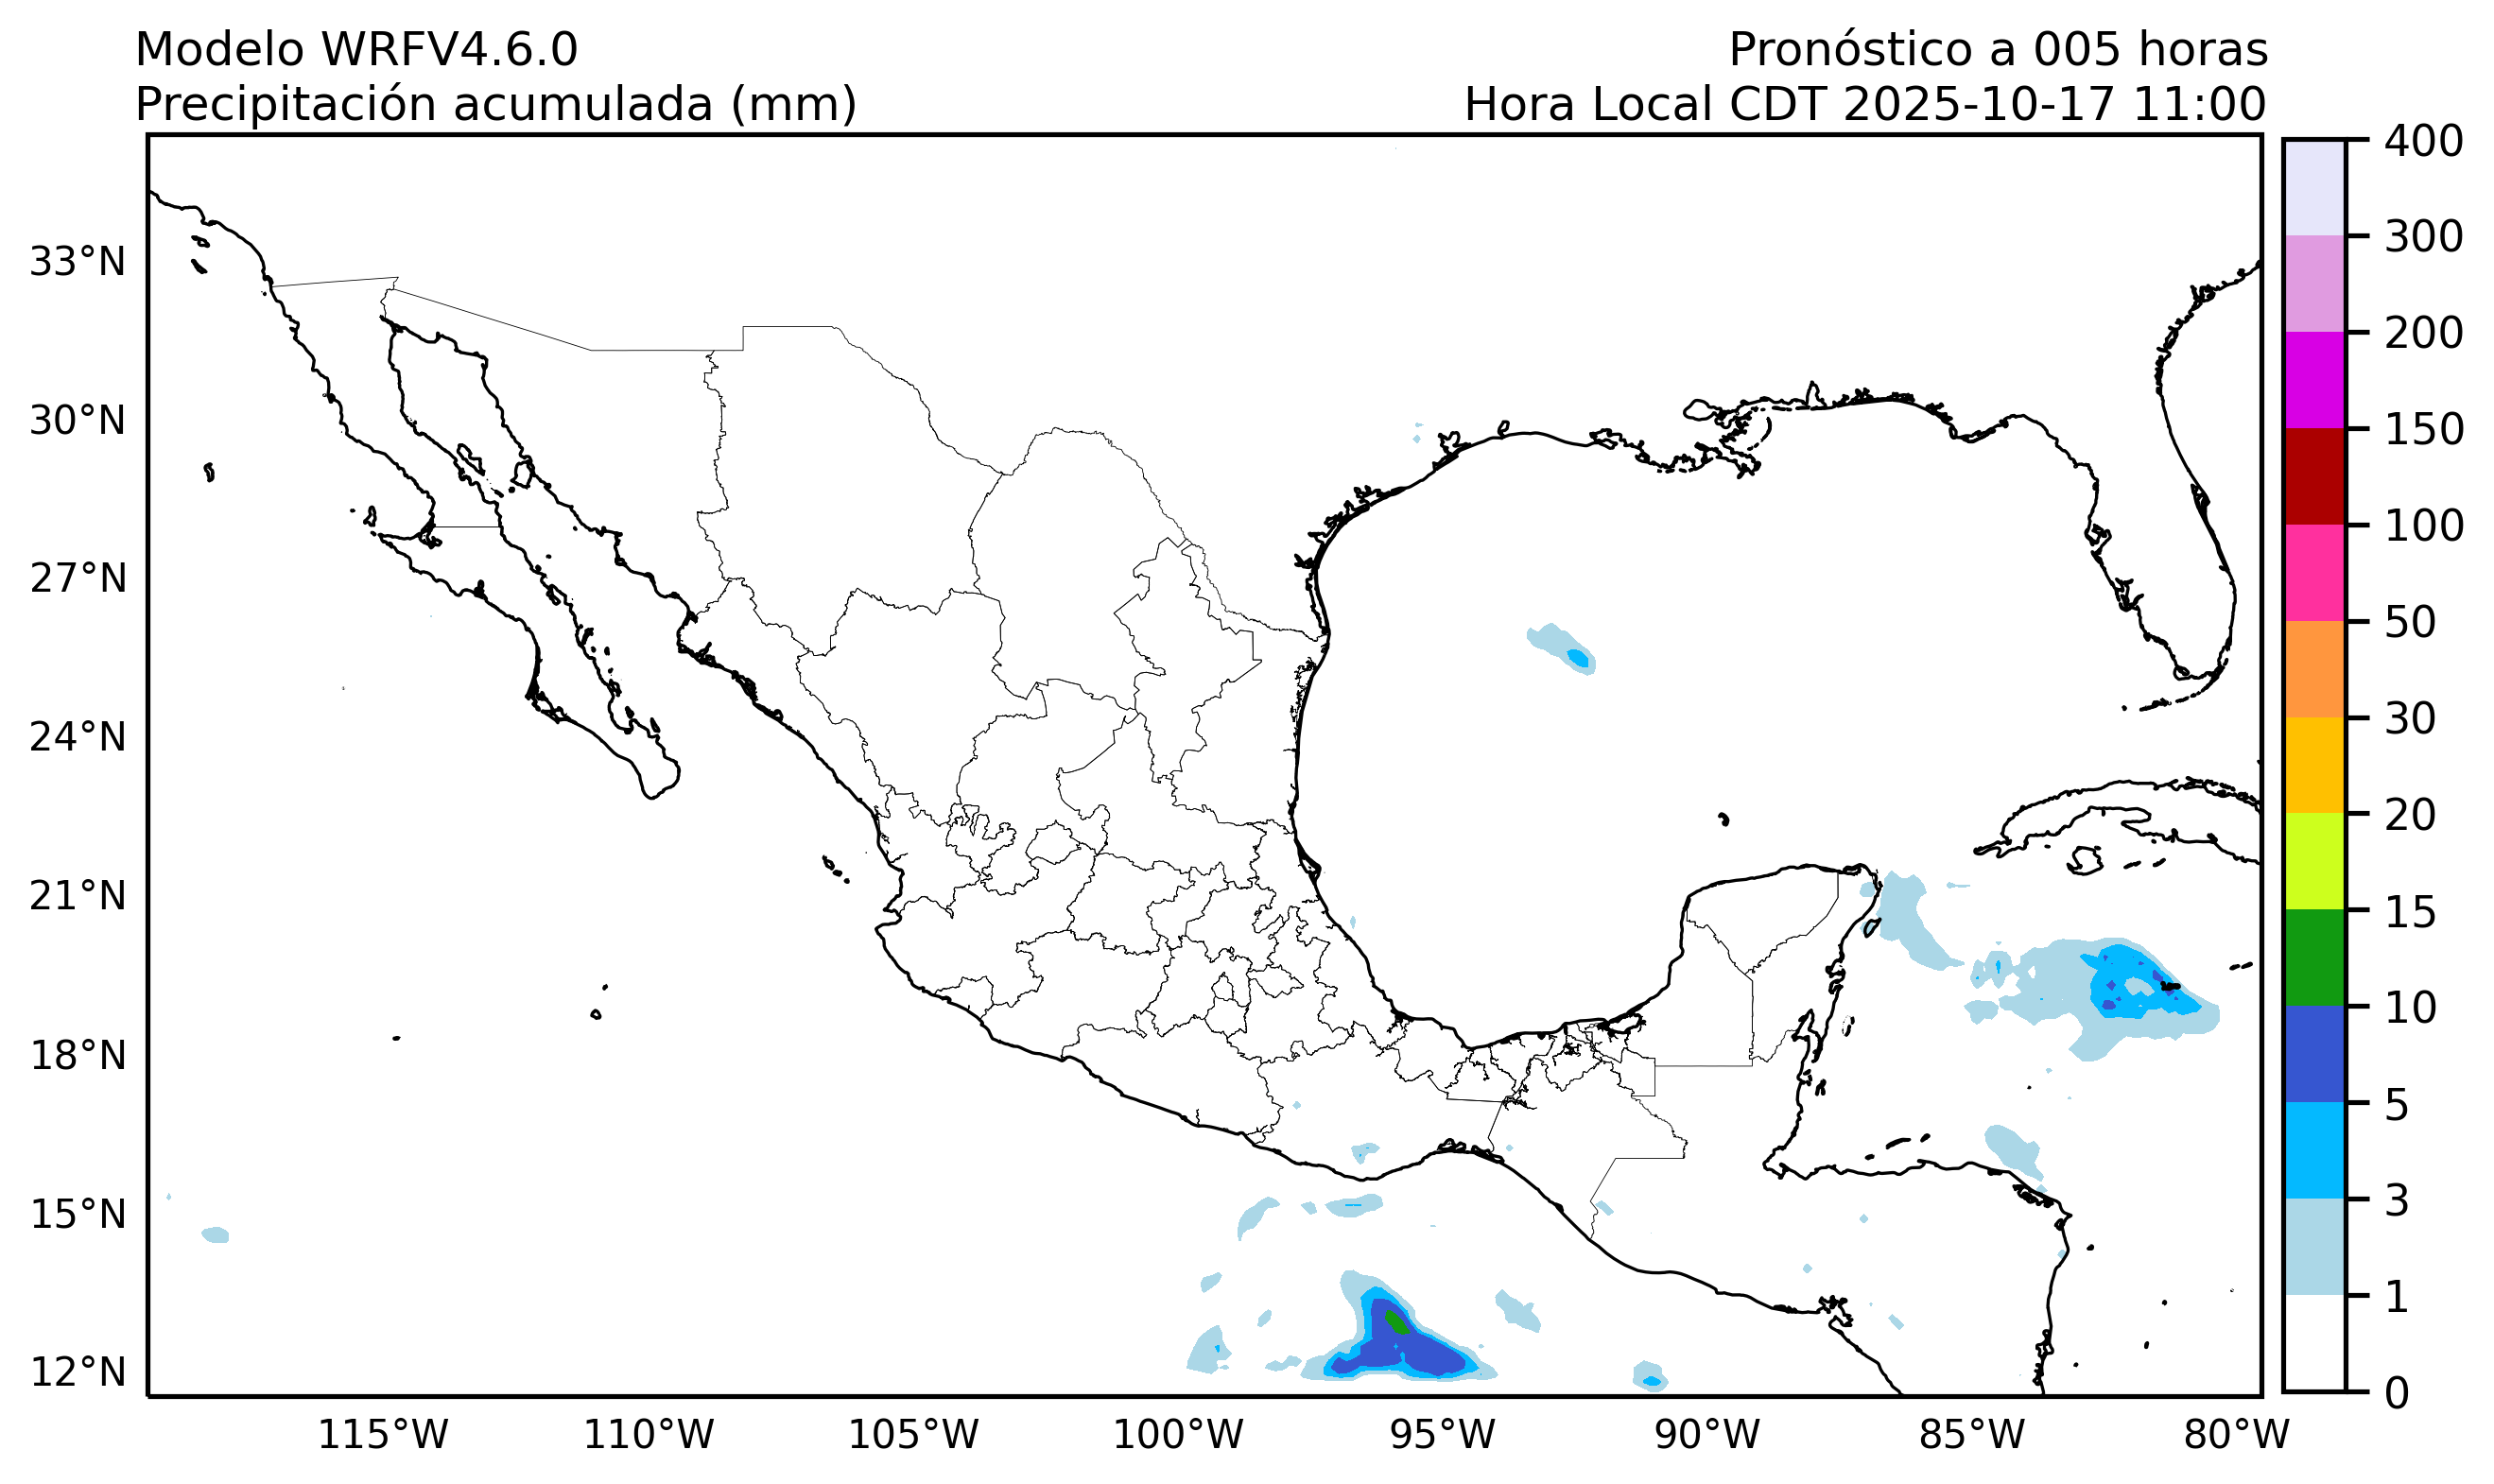 Modelo WRFV4.6.0
Pronóstico a 005 horas
Precipitación acumulada (mm)
Hora Local CDT 2025-10-17 11:00
33°N
30°N
27°N
24°N
21°N
18°N
15°N
12°N
115°W
110°W
105°W
100°W
95°W
90°W
85°W
80°W
400
300
200
150
100
50
30
20
15
10
5
3
1
0